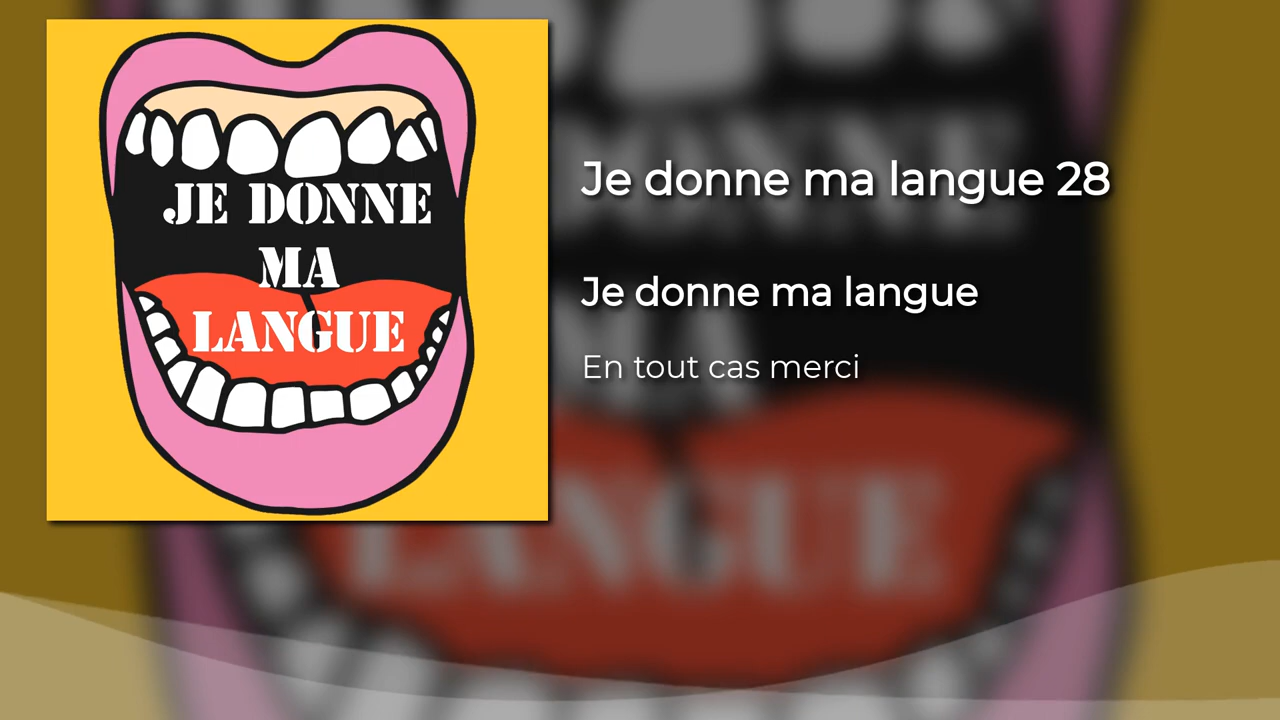 JE DONNE
MA
LANGUE
Je donne ma langue 28
Je donne ma langue
En tout cas merci